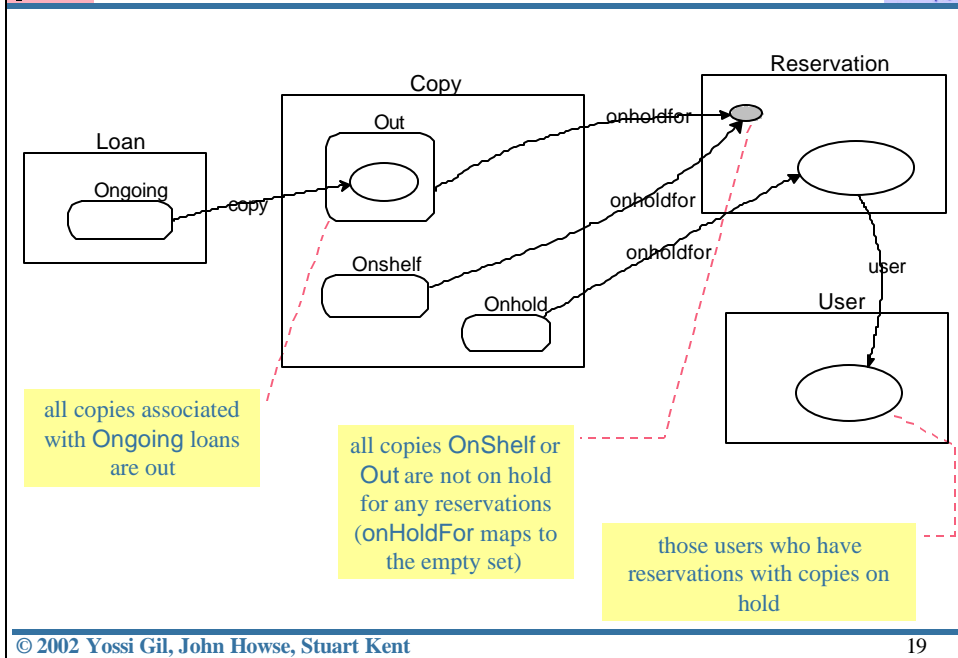 Reservation
Copy
Out
onholdfor
Loan
Ongoing
copy
onholdfor
Onshelf
onholdfor
Onhold
user
User
all copies associated
with Ongoing loans
are out
all copies OnShelf or
Out are not on hold
for any reservations
(onHoldFor maps to
the empty set)
those users who have
reservations with copies on
hold
© 2002 Yossi Gil, John Howse, Stuart Kent
19